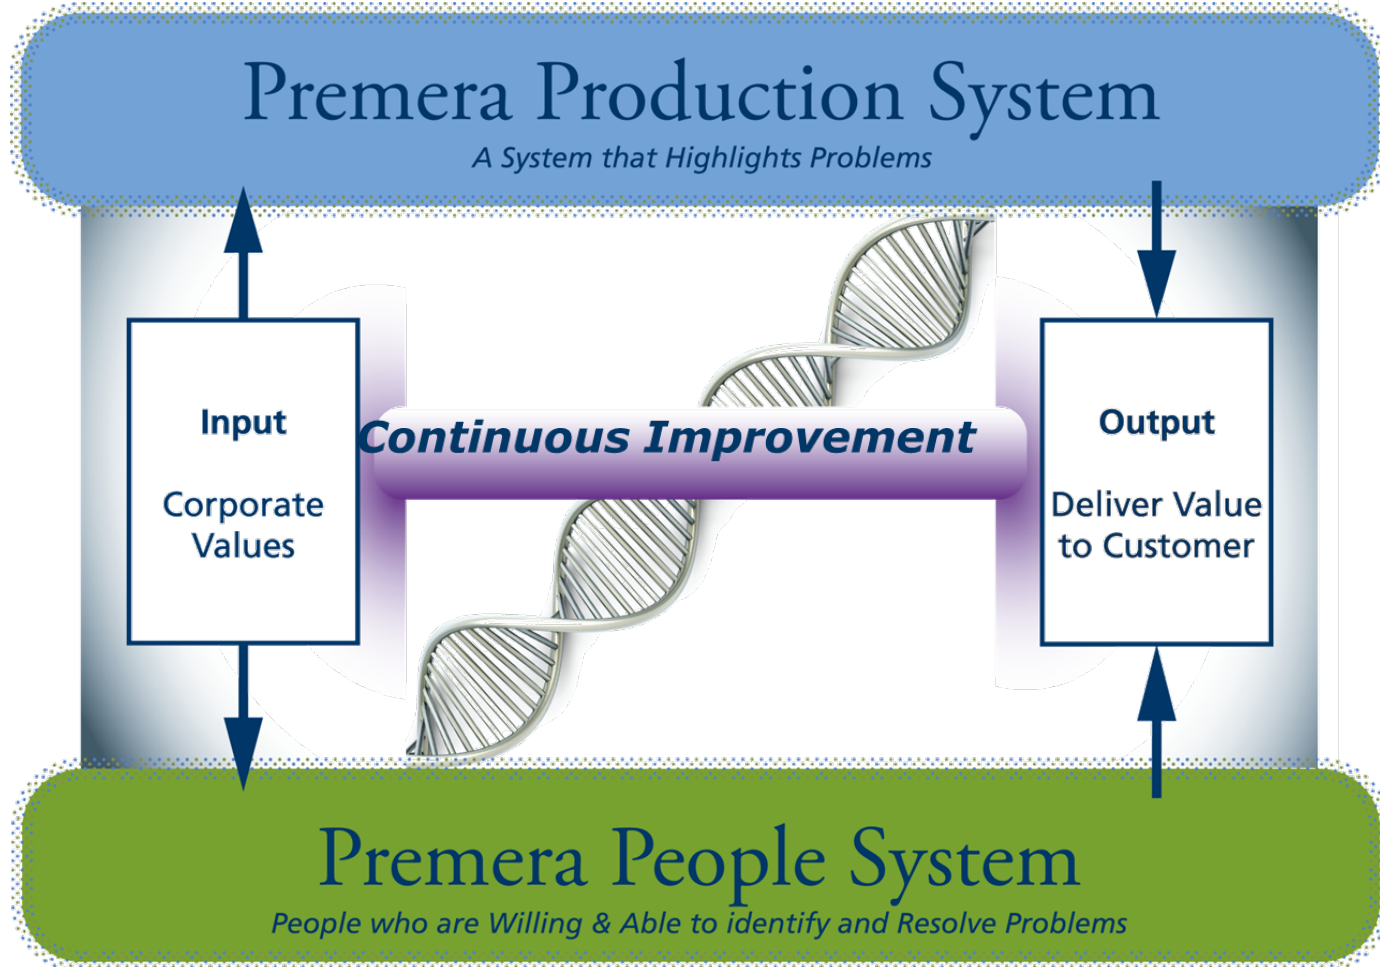 Premera Production System
A System that Highlights Problems
Input
Corporate
Values
Continuous Improvement
Output
Deliver Value
to Customer
Premera People System
People who are Willing & Able to identify and Resolve Problems